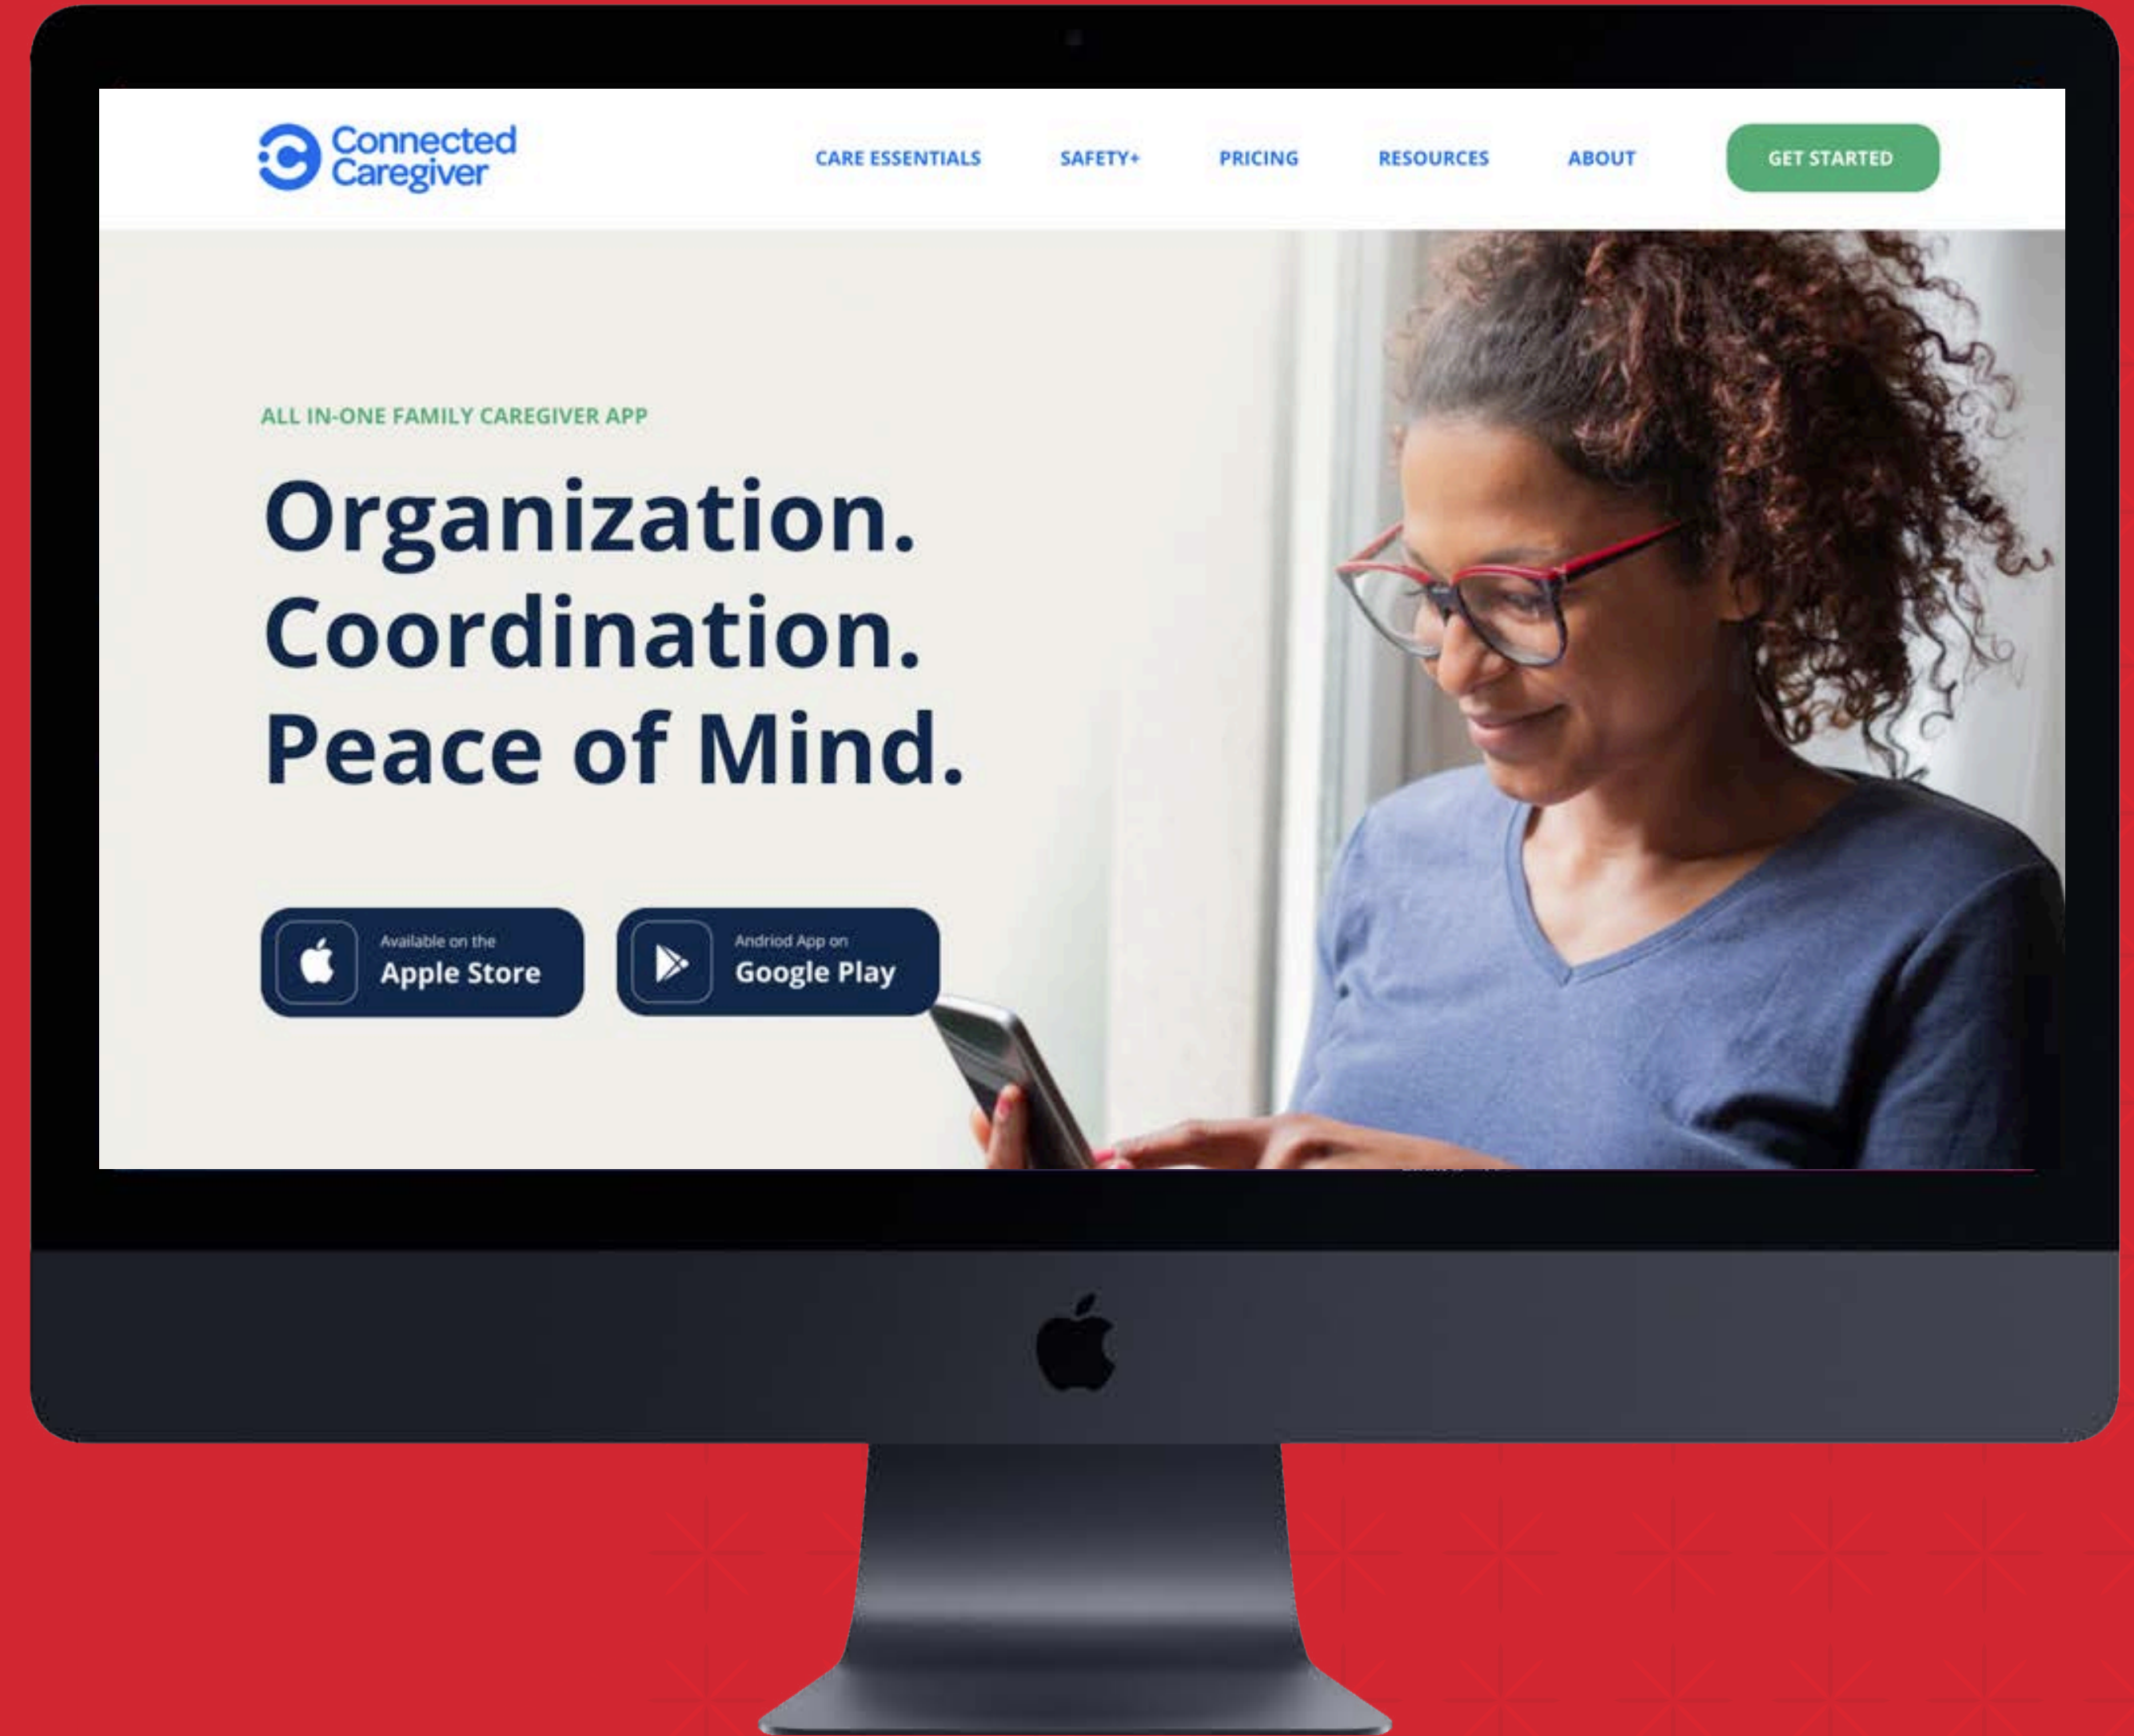 Connected
Caregiver
CARE ESSENTIALS
SAFETY+
PRICING
RESOURCES
ABOUT
GET STARTED
ALL IN-ONE FAMILY CAREGIVER APP
Organization.
Coordination.
Peace of Mind.
Available on the
Apple Store
Andriod App on
Google Play